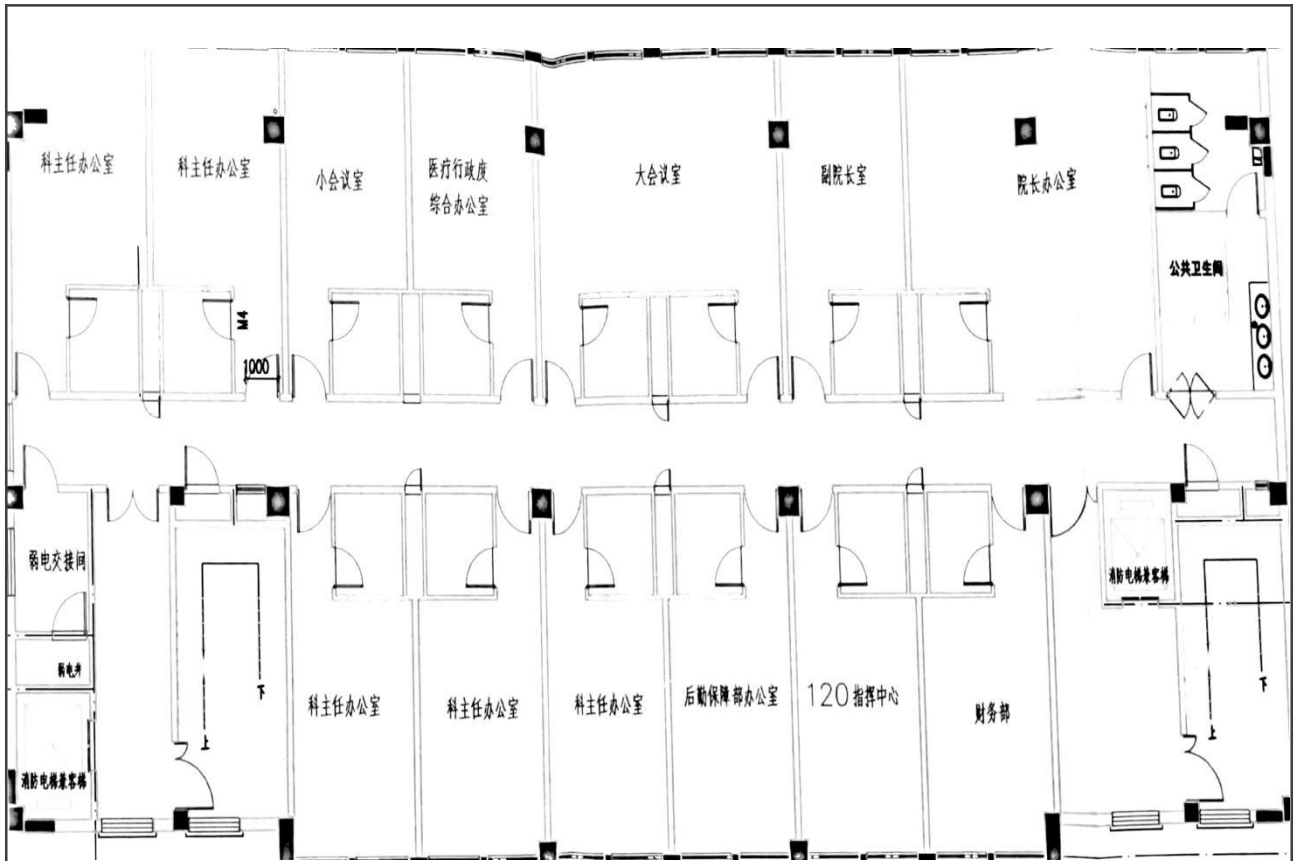 科主任办公室
科主任办公室
小会议室
医疗行政度
综合办公室
大会议室
副院长室
院长办公室
公共卫生间
M4
1000
弱电交接间
弱电井
消防电梯兼客梯
上
下
科主任办公室
科主任办公室
科主任办公室
后勤保障部办公室
120指挥中心
财务部
消防电梯兼客梯
上
下